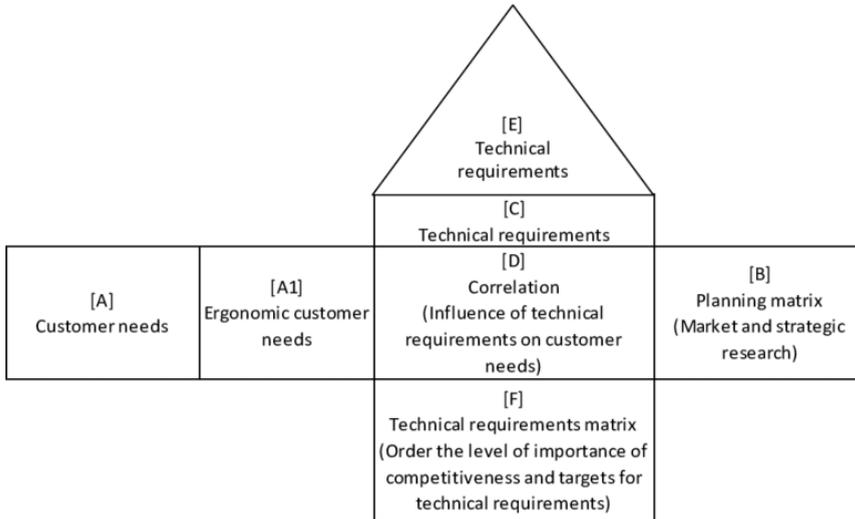 [E]
Technical
requirements
[C]
Technical requirements
[A]
Customer needs
[A1]
Ergonomic customer
needs
[D]
Correlation
(Influence of technical
requirements on customer
needs)
[B]
Planning matrix
(Market and strategic
research)
[F]
Technical requirements matrix
(Order the level of importance of
competitiveness and targets for
technical requirements)